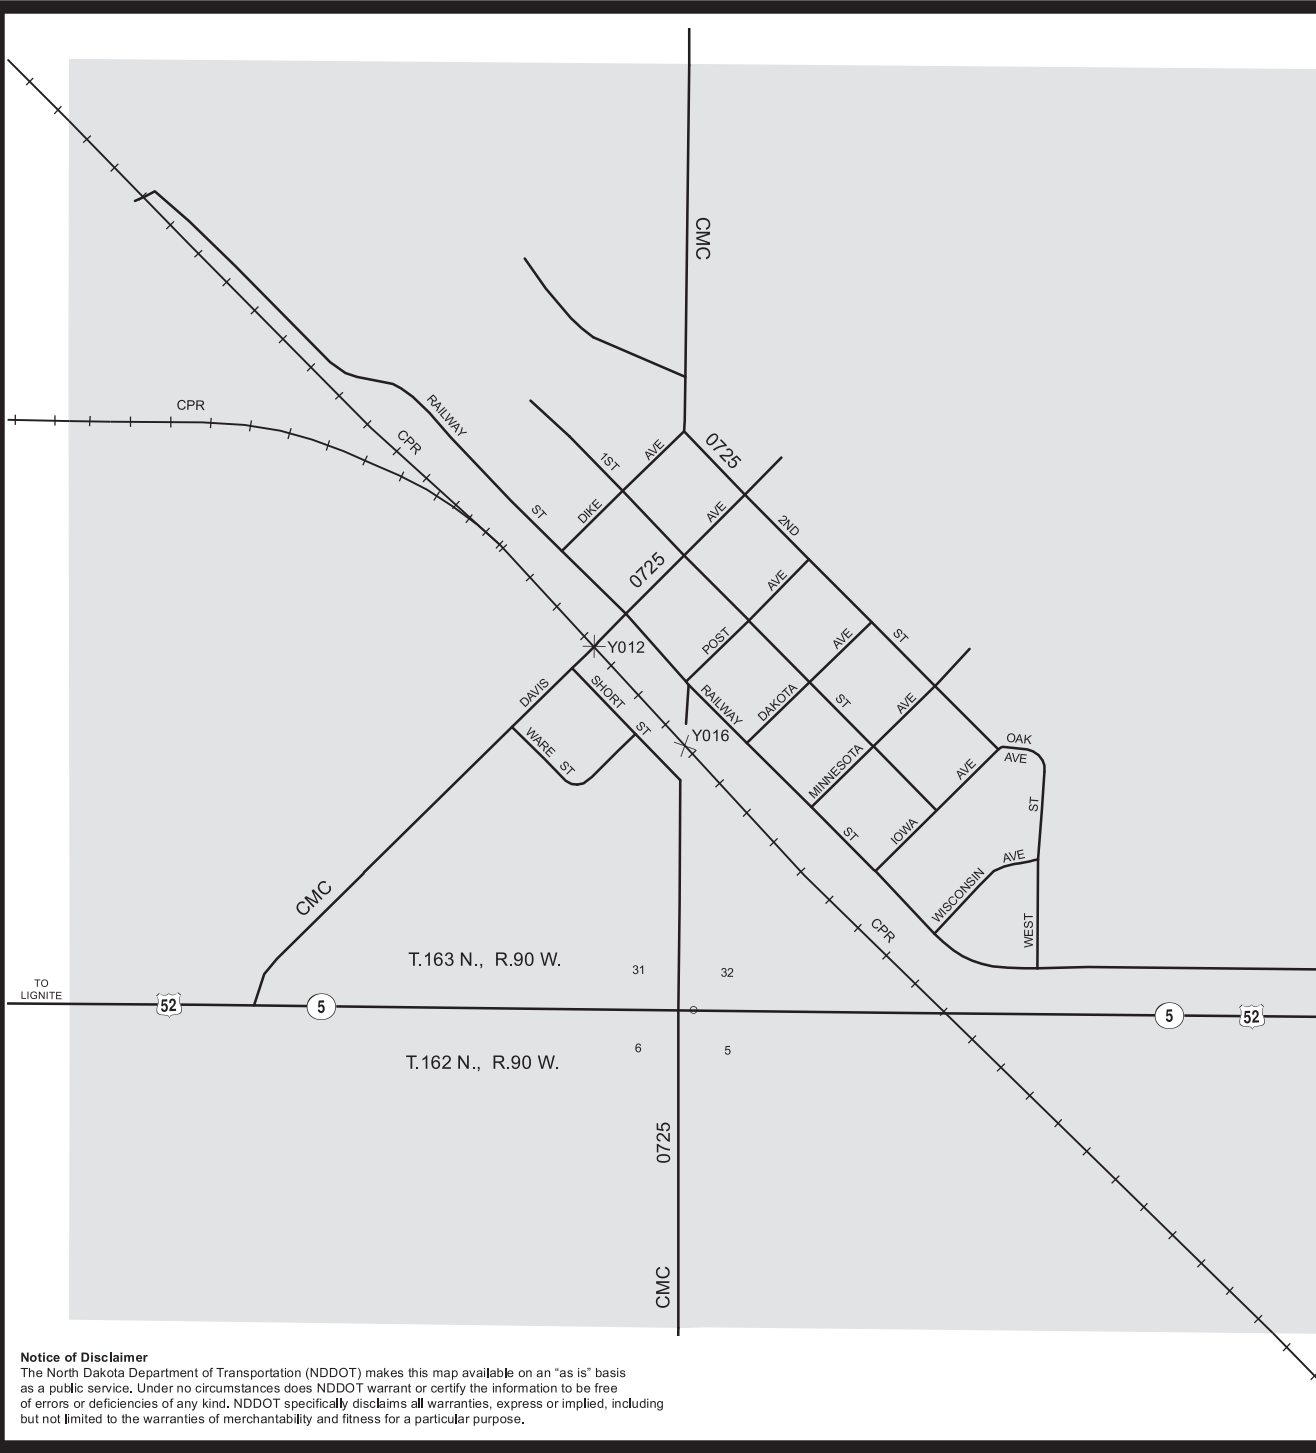 CMC
CPR
RAILWAY
CPR
ST
1ST
AVE
DIKE
0725
AVE
2ND
0725
AVE
POST
Y012
AVE
ST
DAVIS
SHORT
ST
RAILWAY
DAKOTA
ST
AVE
WARE
ST
Y016
OAK
AVE
MINNESOTA
AVE
ST
ST
IOWA
AVE
WISCONSIN
WEST
CMC
CPR
T.163 N., R.90 W.
31
32
TO
LIGNITE
52
5
5
52
T.162 N., R.90 W.
6
5
0725
CMC
Notice of Disclaimer
The North Dakota Department of Transportation (NDDOT) makes this map available on an “as is” basis
as a public service. Under no circumstances does NDDOT warrant or certify the information to be free
of errors or deficiencies of any kind. NDDOT specifically disclaims all warranties, express or implied, including
but not limited to the warranties of merchantability and fitness for a particular purpose.